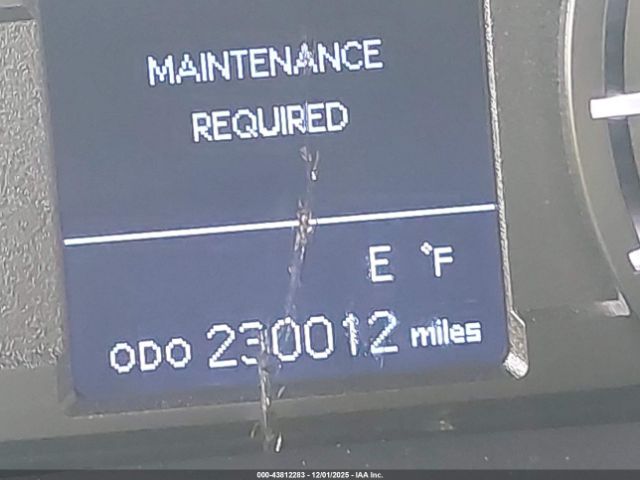 MAINTENANCE
REQUIRED
E °F
ODO 230012 miles
000-43812283 - 12/01/2025 - IAA Inc.